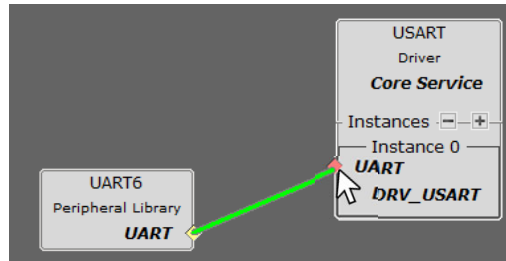 USART
Driver
Core Service
Instances
Instance 0
UART
DRV_USART
UART6
Peripheral Library
UART